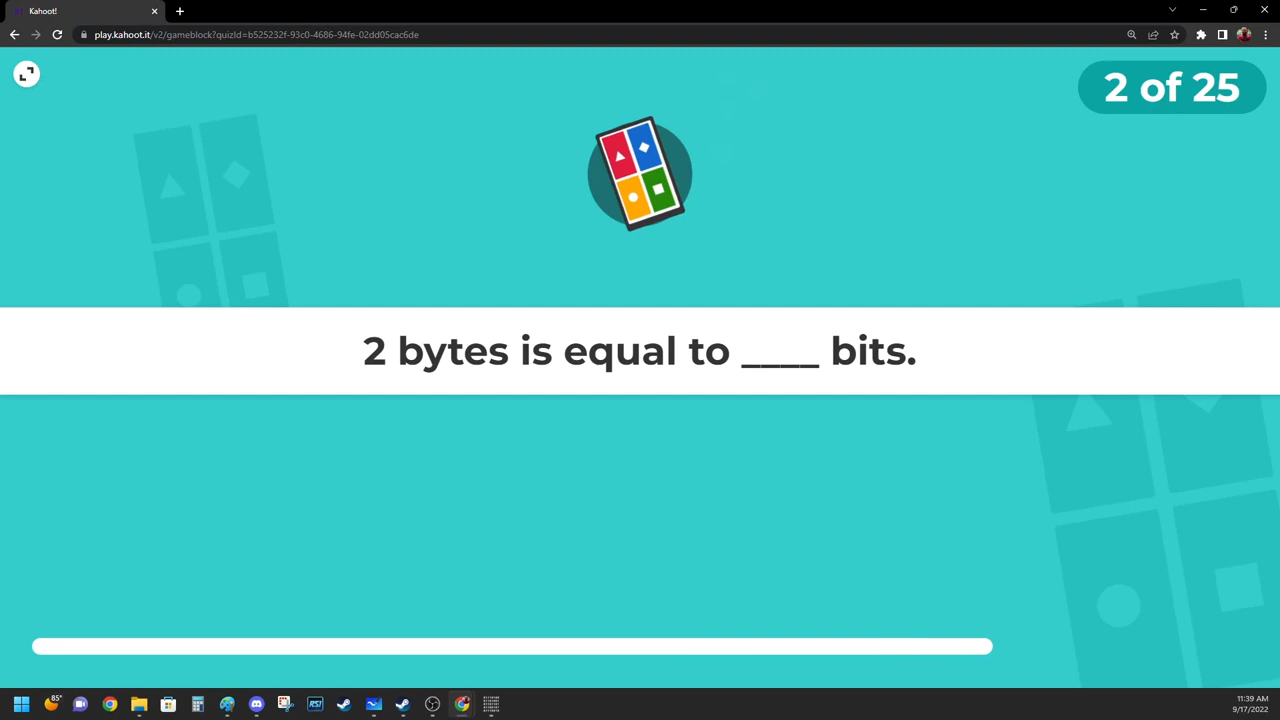 Kahoot!
play.kahoot.it/v2/gameblock?quizId=b525232f-93c0-4686-94fe-02dd05cac6de
2 of 25
2 bytes is equal to ____ bits.
85°
RSI
11:39 AM
9/17/2022